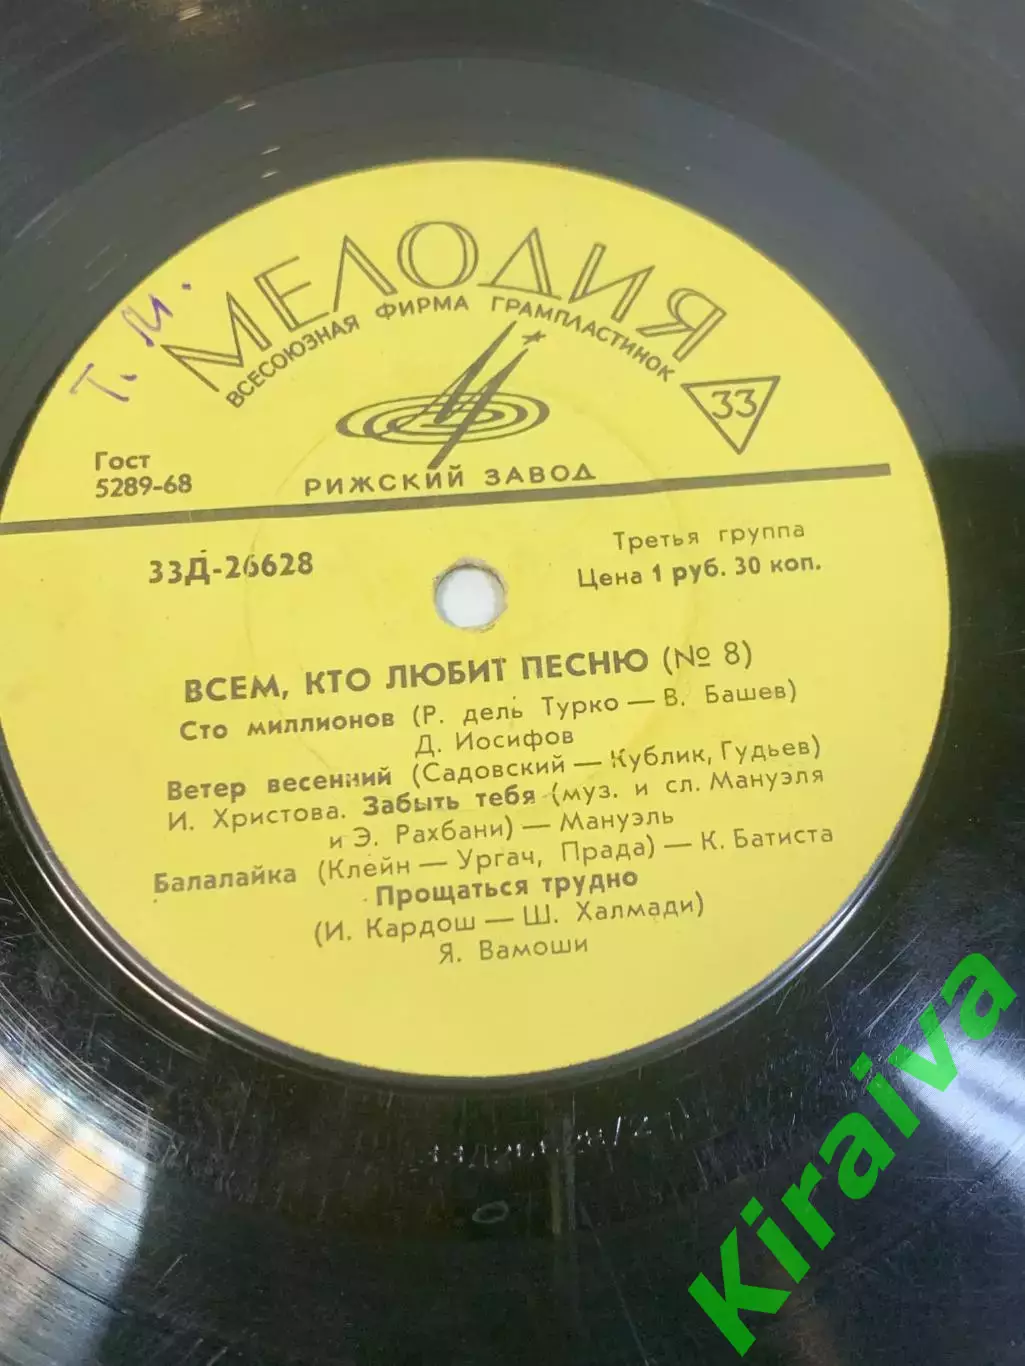 Т. М.
МЕЛОДИЯ
ВСЕСОЮЗНАЯ ФИРМА ГРАМПЛАСТИНОК
33
РИЖСКИЙ ЗАВОД
Гост
5289-68
33Д-26628
Третья группа
Цена 1 руб. 30 коп.
ВСЕМ, КТО ЛЮБИТ ПЕСНЮ (№ 8)
Сто миллионов (Р. дель Турко — В. Башев)
Д. Иосифов
Ветер весенний (Садовский — Кублик, Гудьев)
И. Христова. Забыть тебя (муз. и сл. Мануэля
и Э. Рахбани) — Мануэль
Балалайка (Клейн — Ургач, Прада) — К. Батиста
Прощаться трудно
(И. Кардош — Ш. Халмади)
Я. Вамоши
Kiraiva